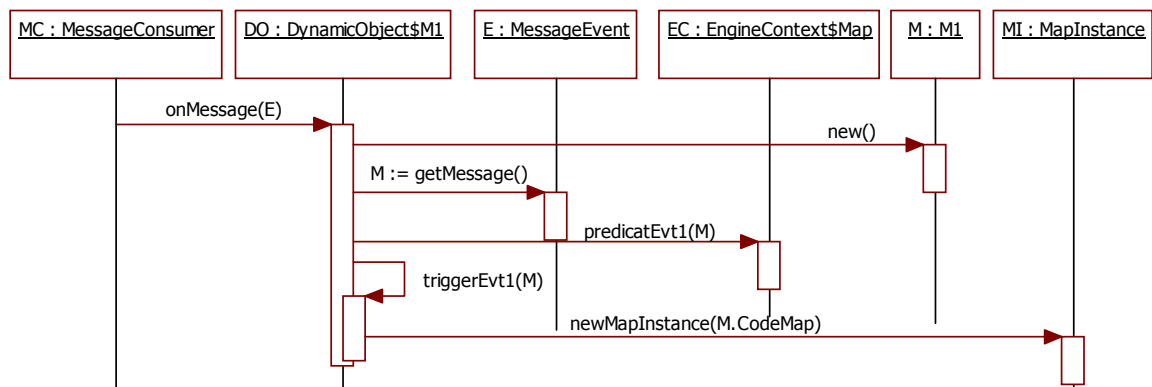 MC : MessageConsumer
DO : DynamicObject$M1
E : MessageEvent
EC : EngineContext$Map
M : M1
MI : MapInstance
onMessage(E)
new()
M := getMessage()
predicatEvt1(M)
triggerEvt1(M)
newMapInstance(M.CodeMap)